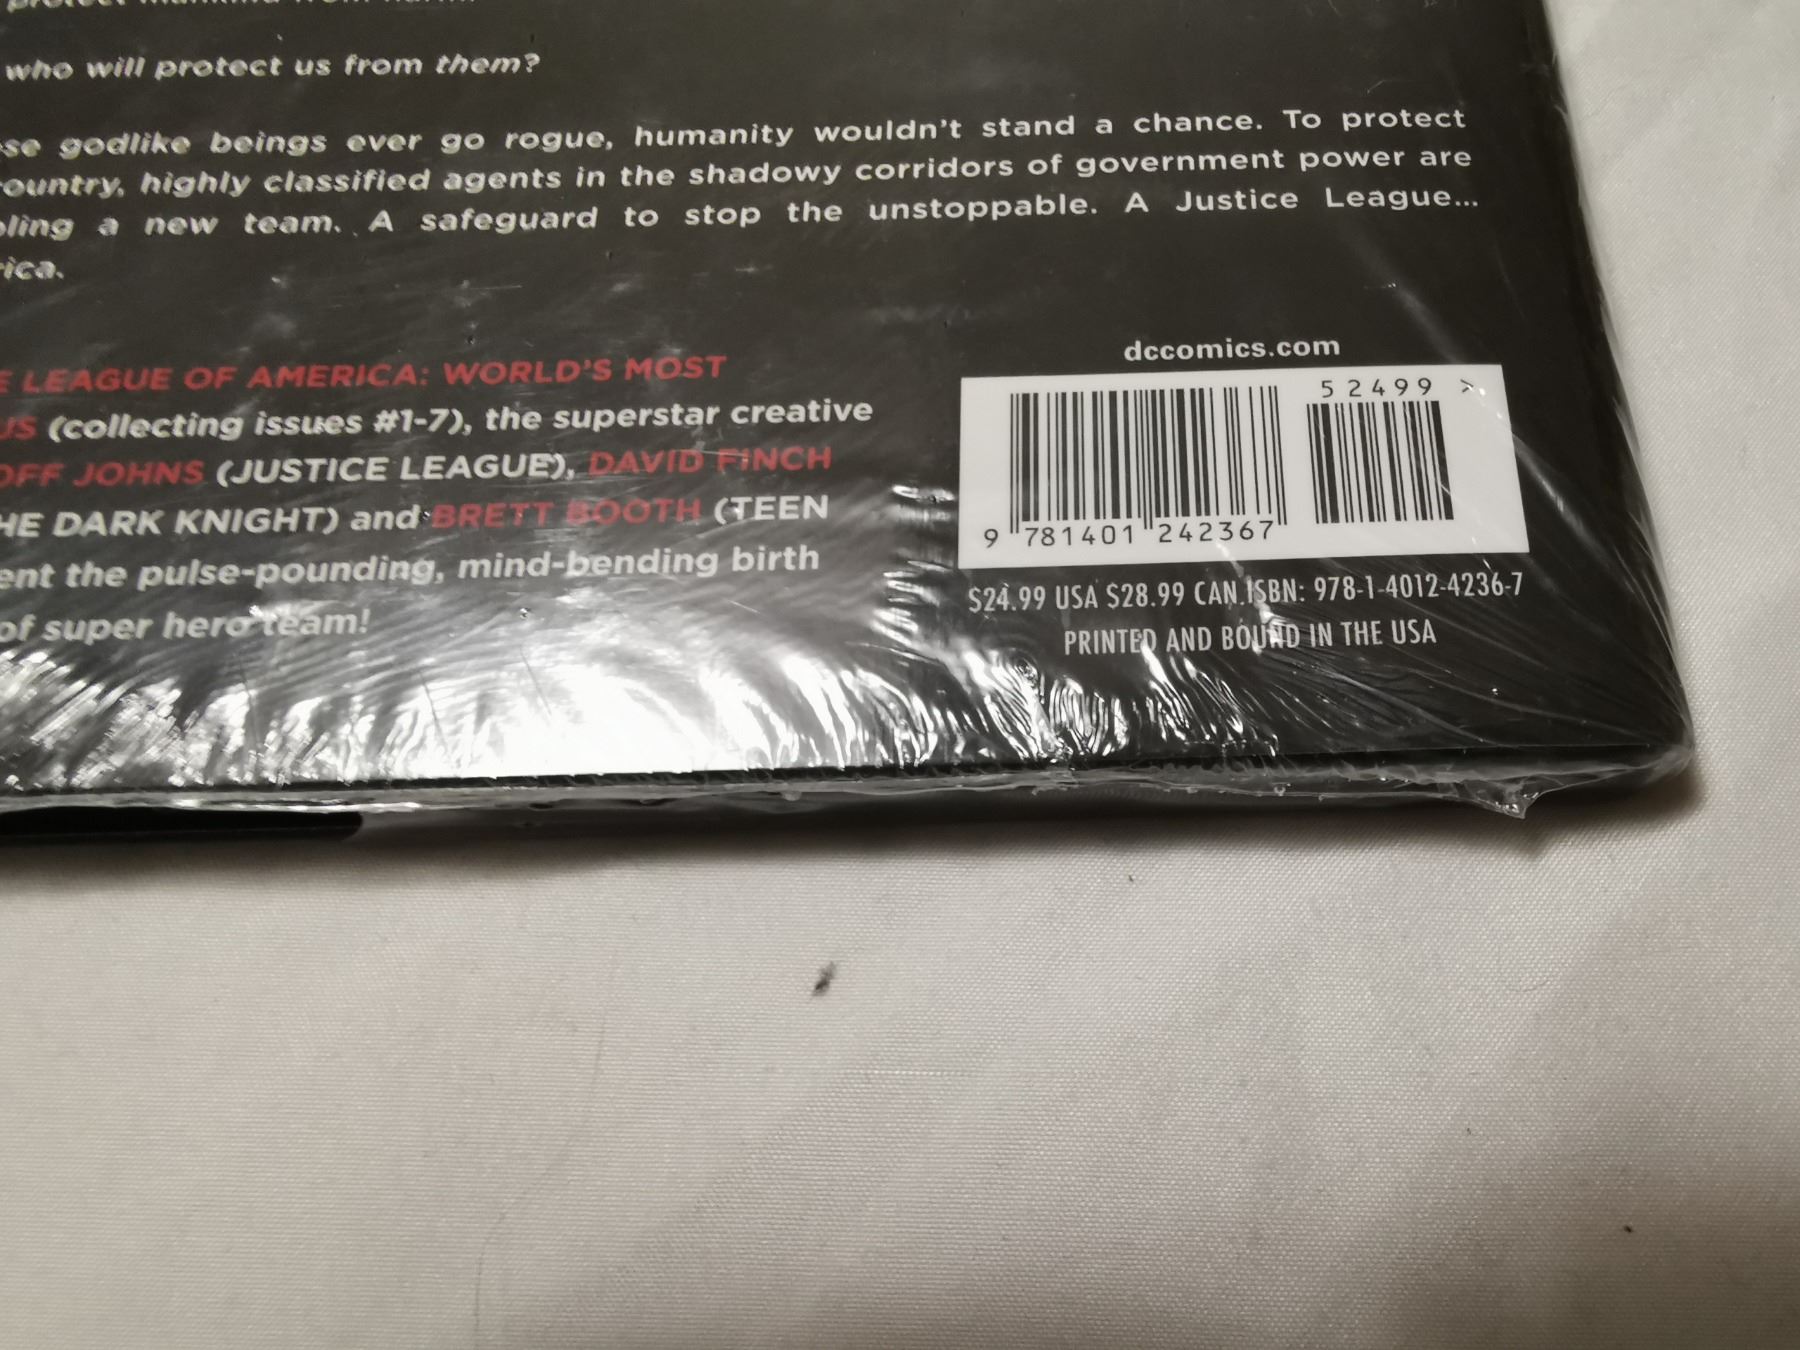 who will protect us from them?
se godlike beings ever go rogue, humanity wouldn't stand a chance. To protect
ountry, highly classified agents in the shadowy corridors of government power are
bling a new team. A safeguard to stop the unstoppable. A Justice League...
rica.
E LEAGUE OF AMERICA: WORLD'S MOST
US (collecting issues #1-7), the superstar creative
OFF JOHNS (JUSTICE LEAGUE), DAVID FINCH
HE DARK KNIGHT) and BRETT BOOTH (TEEN
ent the pulse-pounding, mind-bending birth
of super hero team!
dccomics.com
52499 >
9 781401 242367
$24.99 USA $28.99 CAN. ISBN: 978-1-4012-4236-7
PRINTED AND BOUND IN THE USA